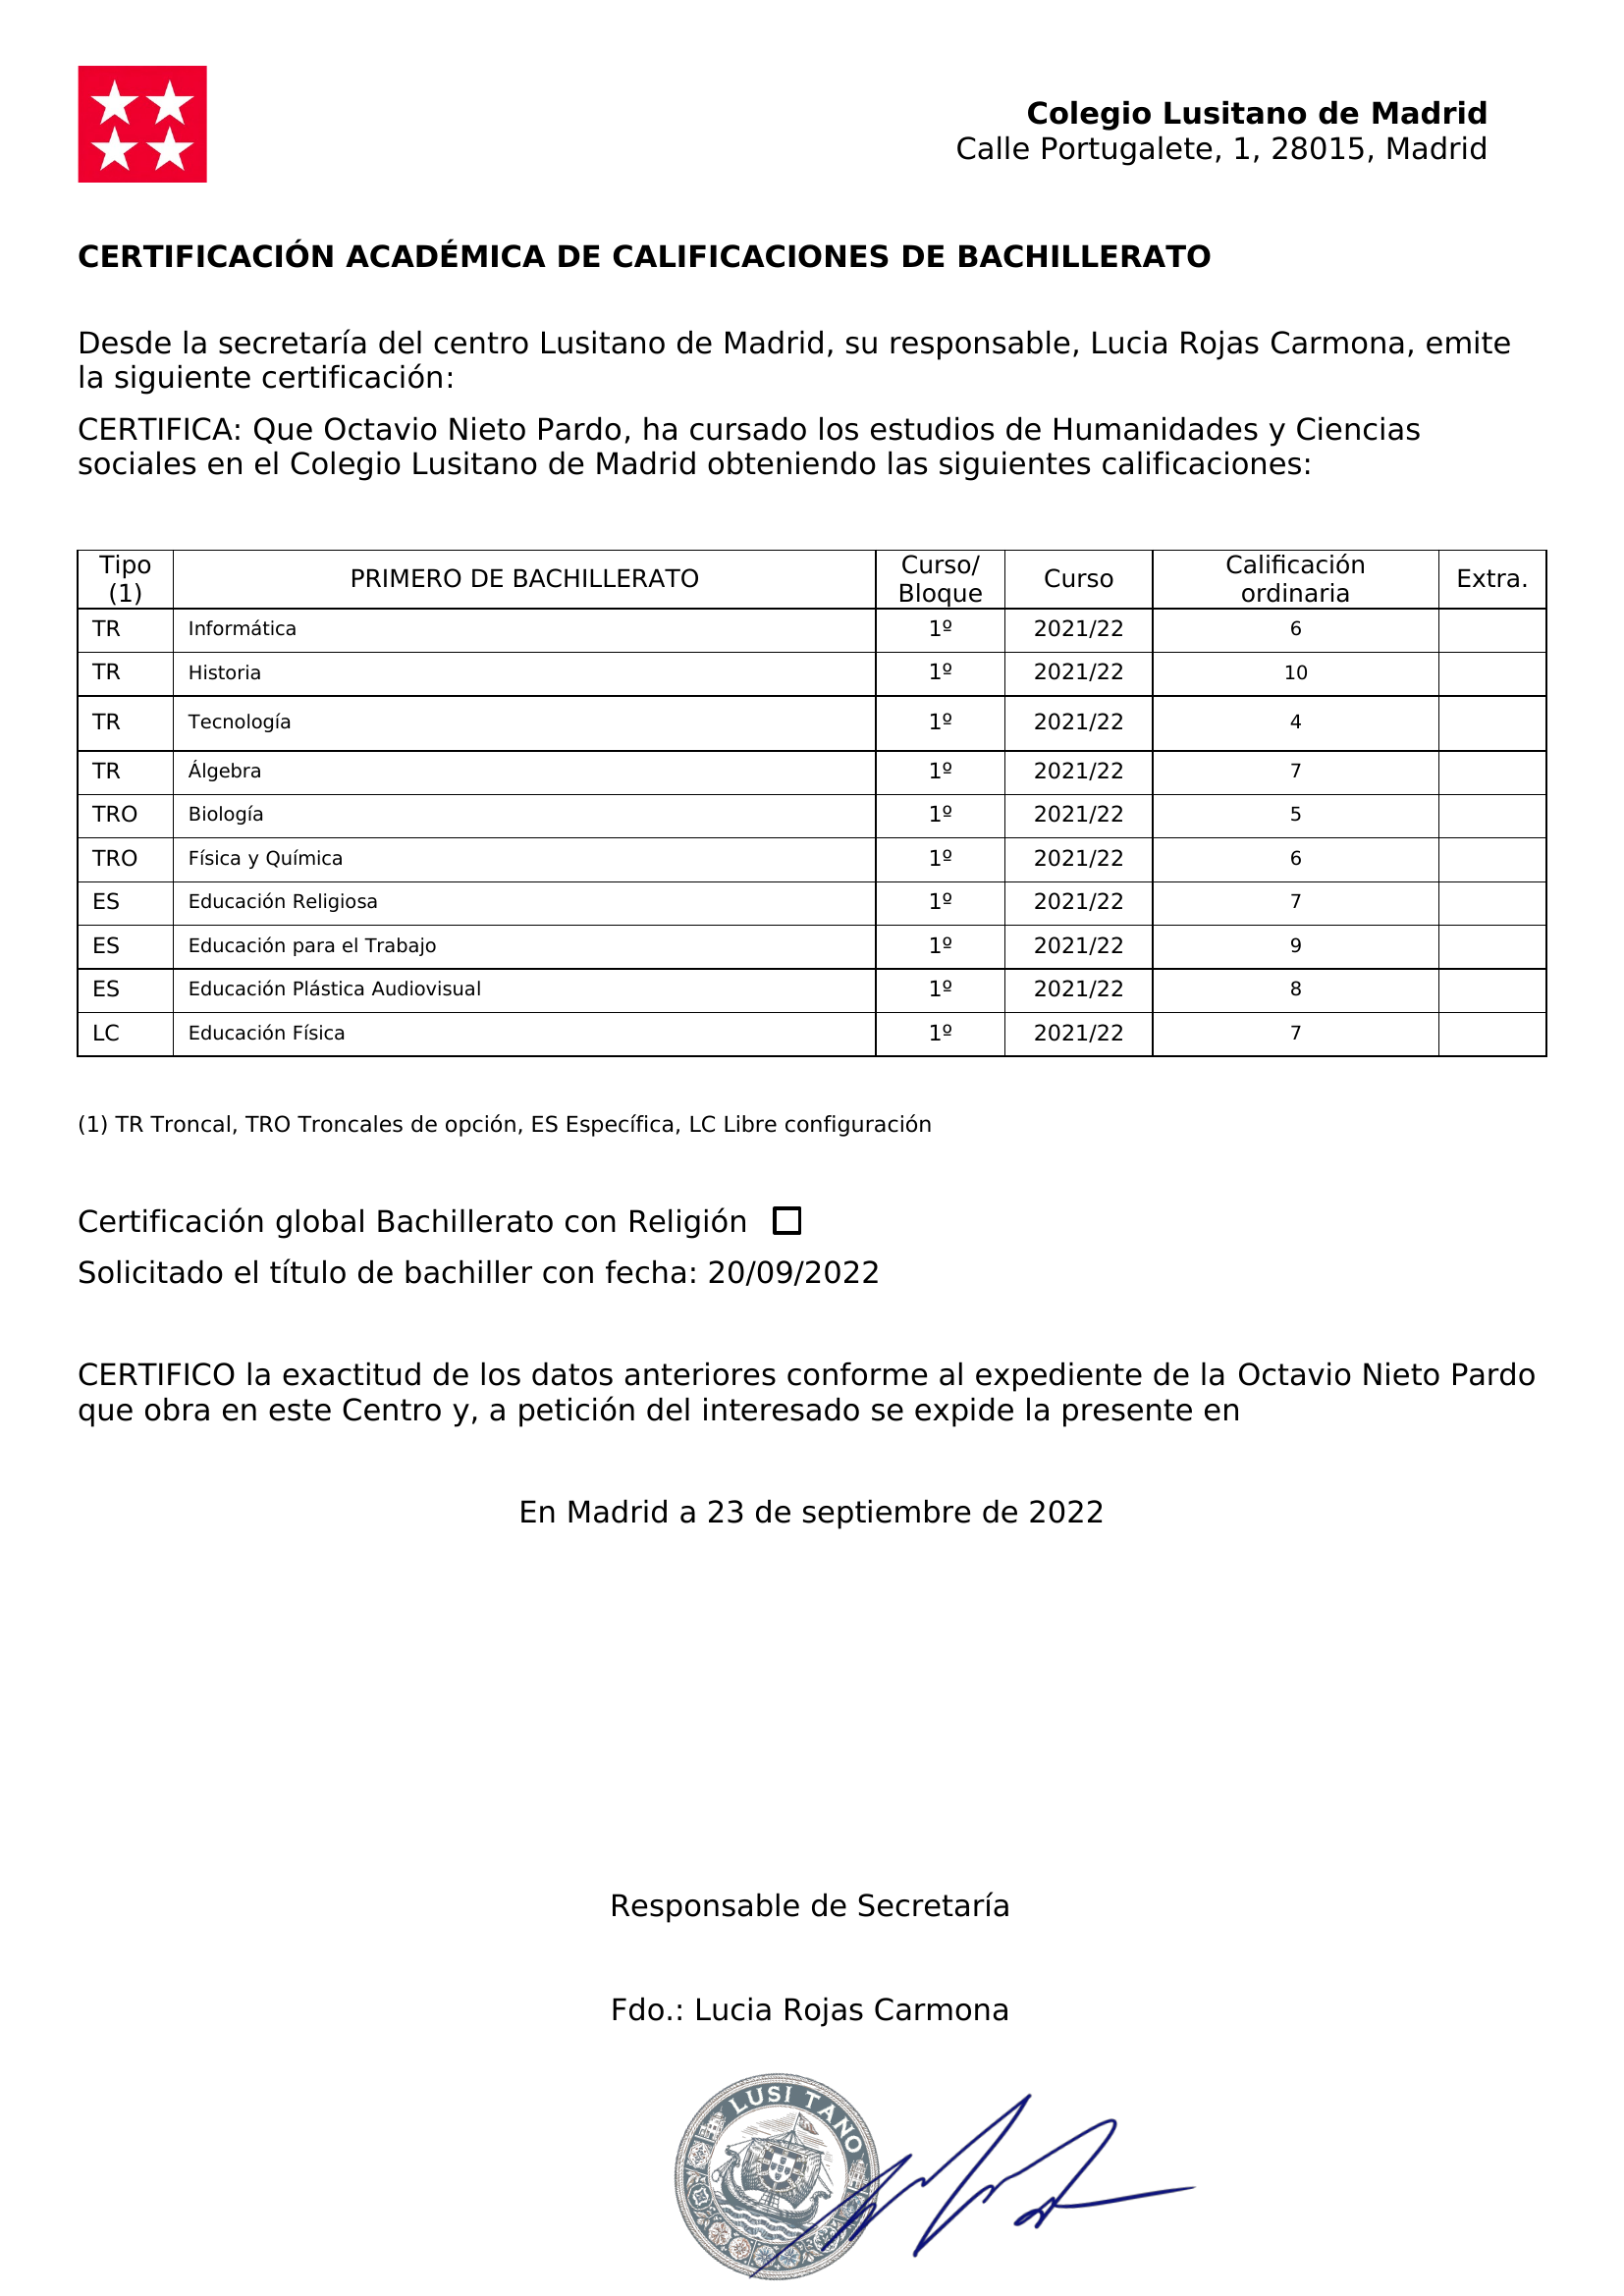 Colegio Lusitano de Madrid
Calle Portugalete, 1, 28015, Madrid
CERTIFICACIÓN ACADÉMICA DE CALIFICACIONES DE BACHILLERATO
Desde la secretaría del centro Lusitano de Madrid, su responsable, Lucia Rojas Carmona, emite
la siguiente certificación:
CERTIFICA: Que Octavio Nieto Pardo, ha cursado los estudios de Humanidades y Ciencias
sociales en el Colegio Lusitano de Madrid obteniendo las siguientes calificaciones:
Tipo (1) PRIMERO DE BACHILLERATO Curso/ Bloque Curso Calificación ordinaria Extra.
TR Informática 1º 2021/22 6
TR Historia 1º 2021/22 10
TR Tecnología 1º 2021/22 4
TR Álgebra 1º 2021/22 7
TRO Biología 1º 2021/22 5
TRO Física y Química 1º 2021/22 6
ES Educación Religiosa 1º 2021/22 7
ES Educación para el Trabajo 1º 2021/22 9
ES Educación Plástica Audiovisual 1º 2021/22 8
LC Educación Física 1º 2021/22 7
(1) TR Troncal, TRO Troncales de opción, ES Específica, LC Libre configuración
Certificación global Bachillerato con Religión
Solicitado el título de bachiller con fecha: 20/09/2022
CERTIFICO la exactitud de los datos anteriores conforme al expediente de la Octavio Nieto Pardo
que obra en este Centro y, a petición del interesado se expide la presente en
En Madrid a 23 de septiembre de 2022
Responsable de Secretaría
Fdo.: Lucia Rojas Carmona
LUSI TANO